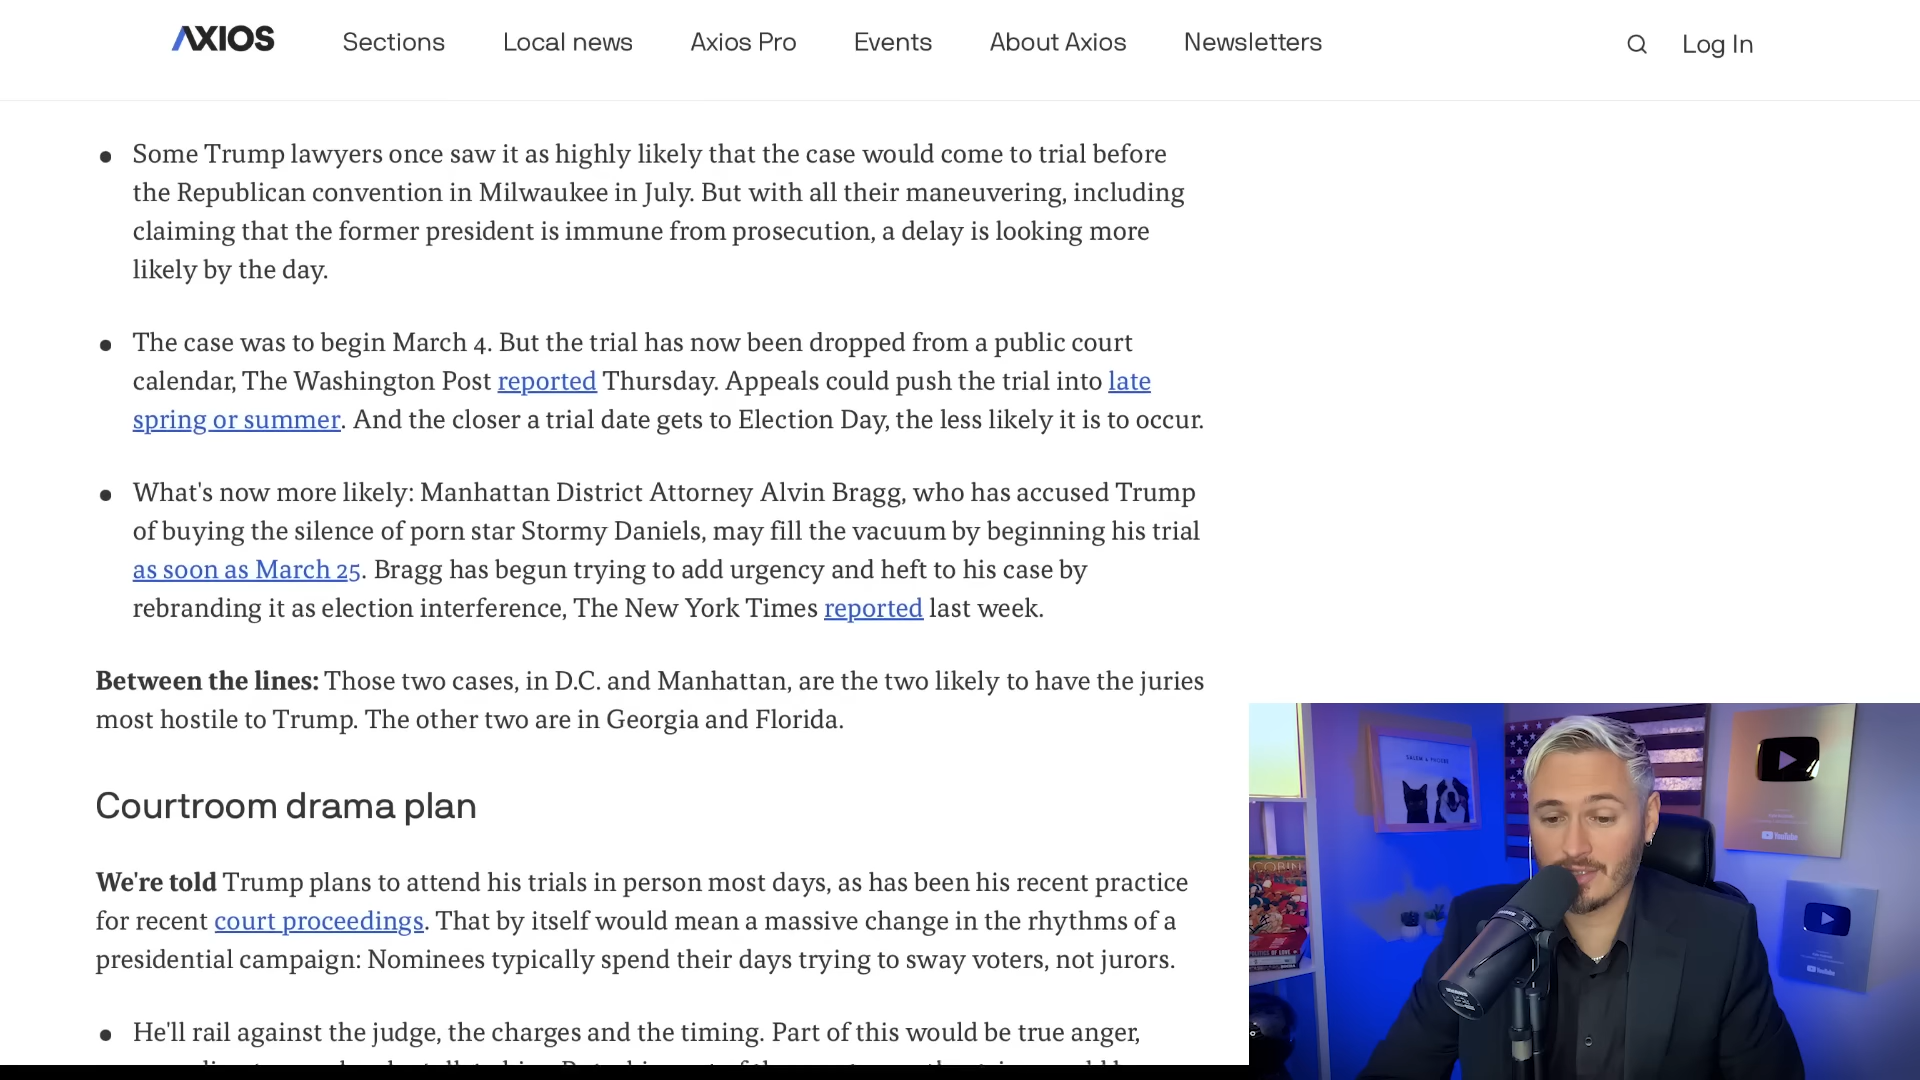 AXIOS
Sections
Local news
Axios Pro
Events
About Axios
Newsletters
Log In
• Some Trump lawyers once saw it as highly likely that the case would come to trial before
the Republican convention in Milwaukee in July. But with all their maneuvering, including
claiming that the former president is immune from prosecution, a delay is looking more
likely by the day.
• The case was to begin March 4. But the trial has now been dropped from a public court
calendar, The Washington Post reported Thursday. Appeals could push the trial into late
spring or summer. And the closer a trial date gets to Election Day, the less likely it is to occur.
• What's now more likely: Manhattan District Attorney Alvin Bragg, who has accused Trump
of buying the silence of porn star Stormy Daniels, may fill the vacuum by beginning his trial
as soon as March 25. Bragg has begun trying to add urgency and heft to his case by
rebranding it as election interference, The New York Times reported last week.
Between the lines: Those two cases, in D.C. and Manhattan, are the two likely to have the juries
most hostile to Trump. The other two are in Georgia and Florida.
Courtroom drama plan
We're told Trump plans to attend his trials in person most days, as has been his recent practice
for recent court proceedings. That by itself would mean a massive change in the rhythms of a
presidential campaign: Nominees typically spend their days trying to sway voters, not jurors.
• He'll rail against the judge, the charges and the timing. Part of this would be true anger,
SALEM & PHOEBE
YouTube
YouTube